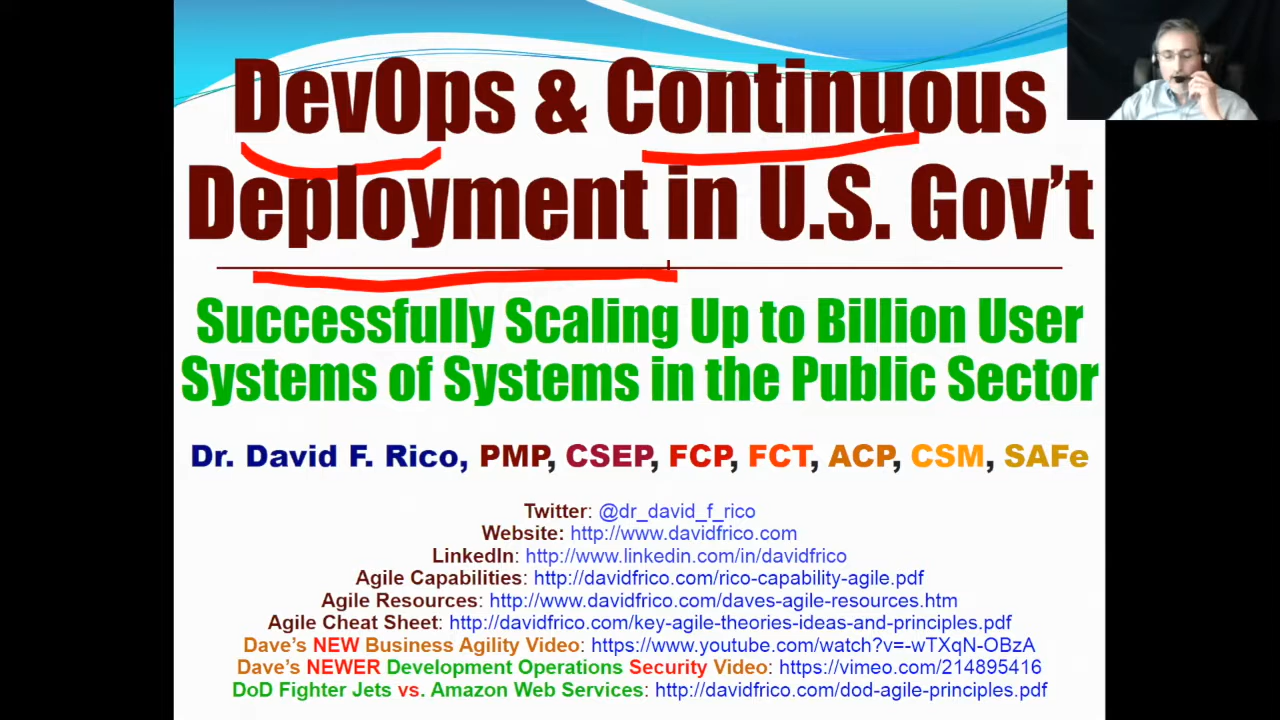 DevOps & Continuous
Deployment in U.S. Gov't
Successfully Scaling Up to Billion User
Systems of Systems in the Public Sector
Dr. David F. Rico, PMP, CSEP, FCP, FCT, ACP, CSM, SAFe
Twitter: @dr_david_f_rico
Website: http://www.davidfrico.com
LinkedIn: http://www.linkedin.com/in/davidfrico
Agile Capabilities: http://davidfrico.com/rico-capability-agile.pdf
Agile Resources: http://www.davidfrico.com/daves-agile-resources.htm
Agile Cheat Sheet: http://davidfrico.com/key-agile-theories-ideas-and-principles.pdf
Dave's NEW Business Agility Video: https://www.youtube.com/watch?v=-wTXqN-OBzA
Dave's NEWER Development Operations Security Video: https://vimeo.com/214895416
DoD Fighter Jets vs. Amazon Web Services: http://davidfrico.com/dod-agile-principles.pdf